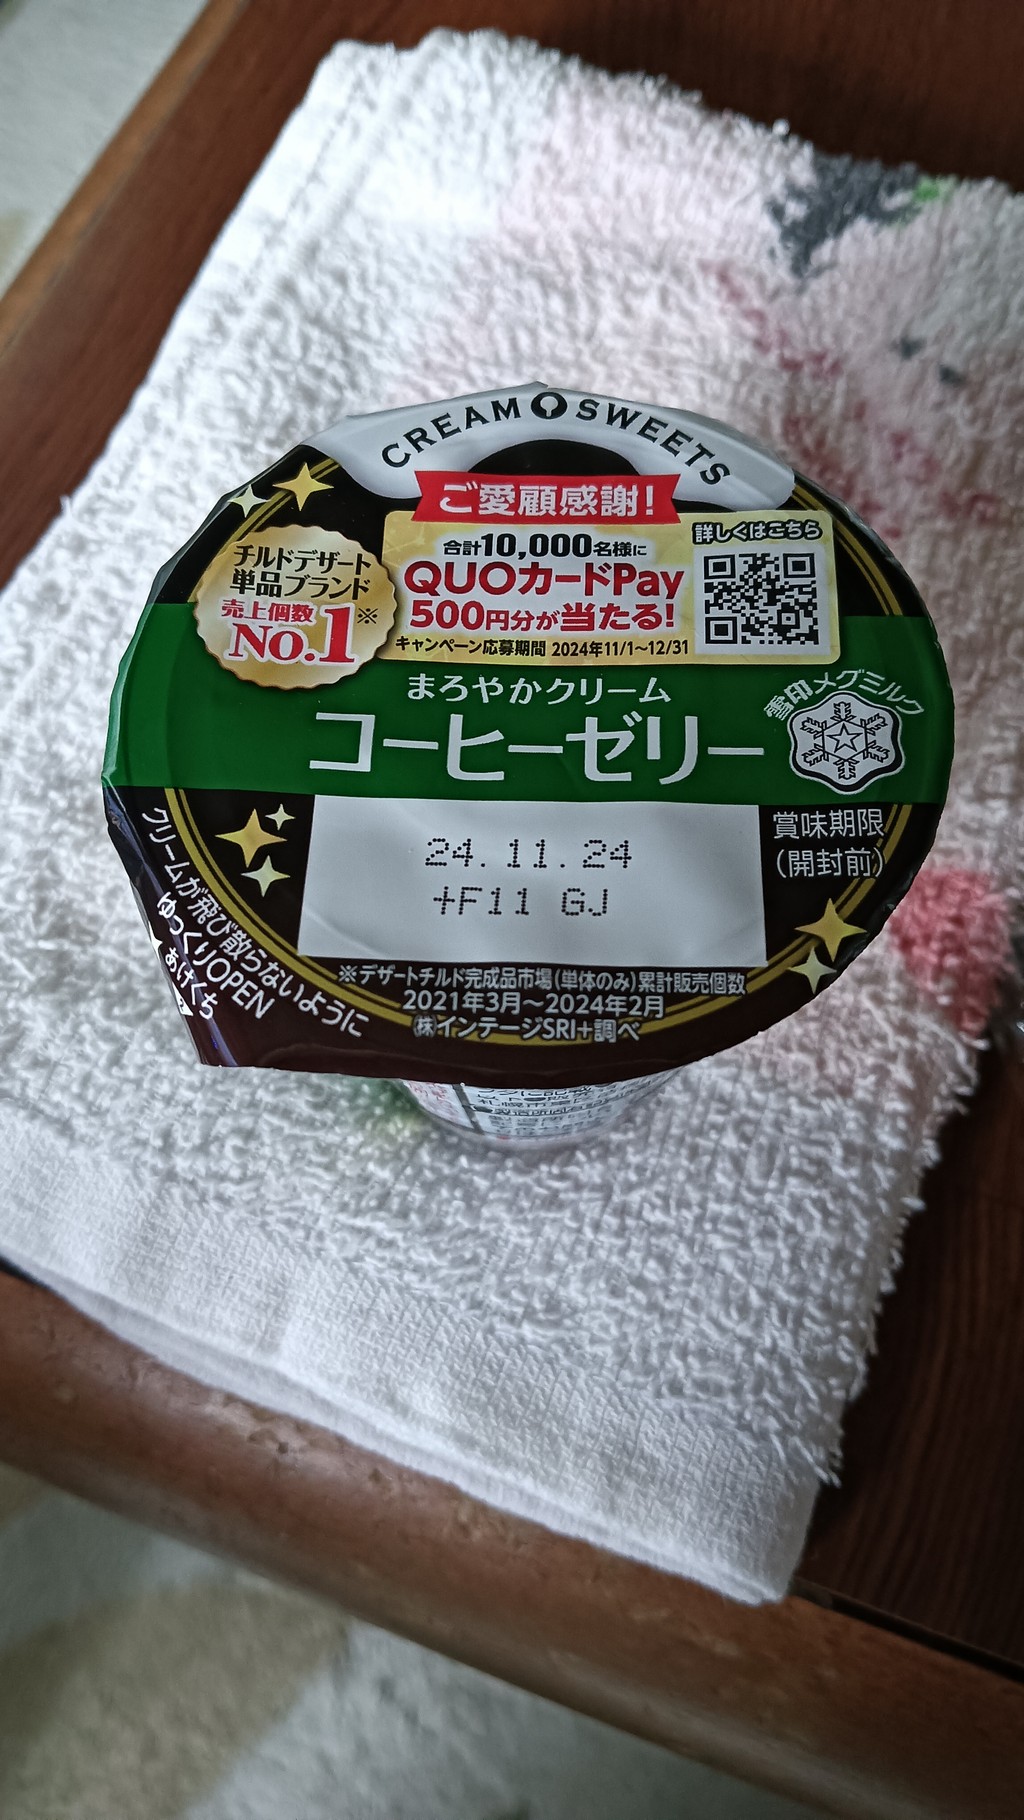 CREAM SWEETS
ご愛顧感謝!
チルドデザート
単品ブランド
売上個数
No.1※
合計10,000名様に
QUOカードPay
500円分が当たる!
キャンペーン応募期間 2024年11/1~12/31
詳しくはこちら
まろやかクリーム
コーヒーゼリー
雪印メグミルク
24.11.24
+F11 GJ
賞味期限
(開封前)
クリームが飛び散らないように
ゆっくりOPEN
あけくち
※デザートチルド完成品市場(単体のみ)累計販売個数
2021年3月~2024年2月
㈱インテージSRI+調べ